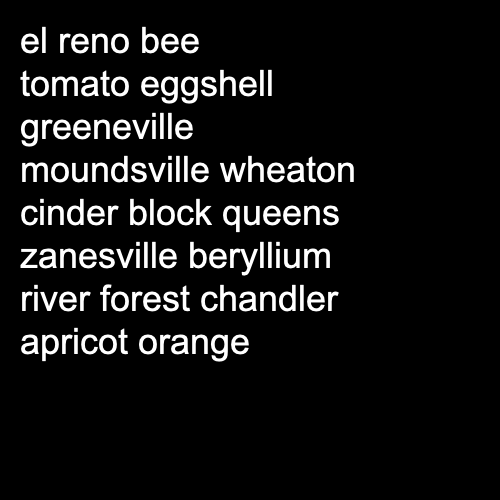 el reno bee
tomato eggshell
greeneville
moundsville wheaton
cinder block queens
zanesville beryllium
river forest chandler
apricot orange